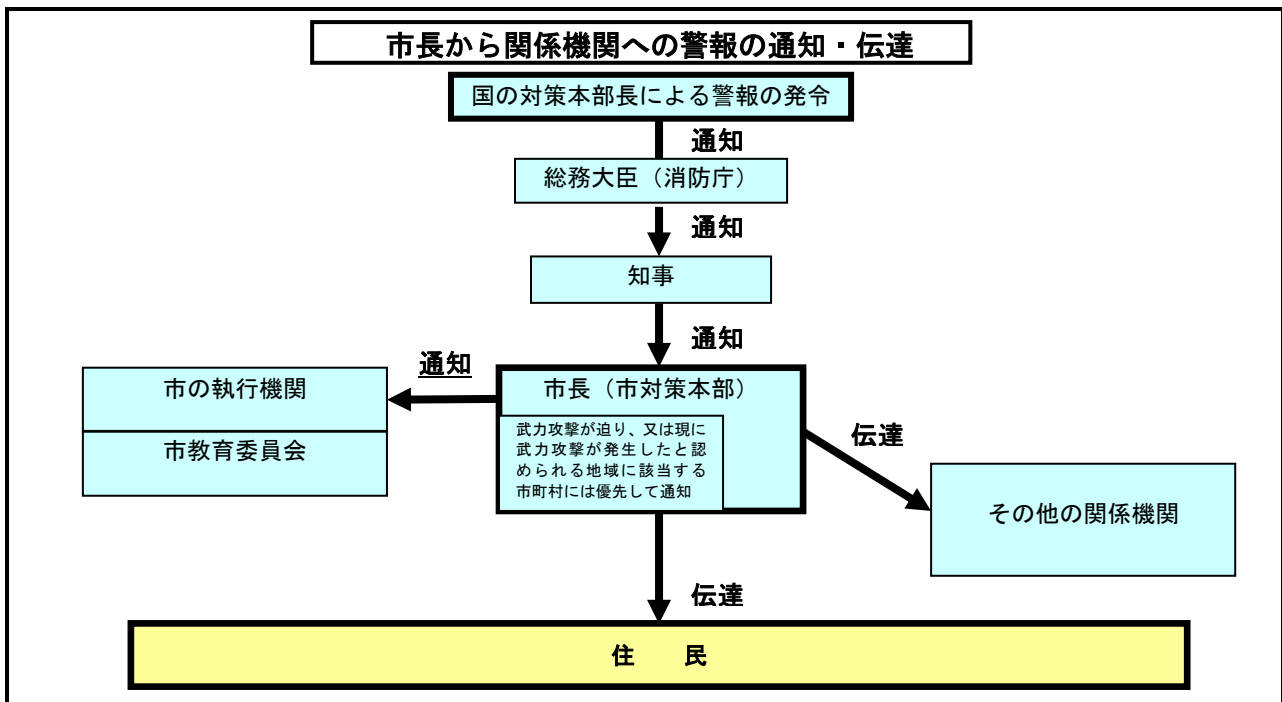 市長から関係機関への警報の通知・伝達
国の対策本部長による警報の発令
通知
総務大臣（消防庁）
通知
知事
通知
通知
市の執行機関
市教育委員会
市長（市対策本部）
武力攻撃が迫り、又は現に
武力攻撃が発生したと認
められる地域に該当する
市町村には優先して通知
伝達
その他の関係機関
伝達
住　民